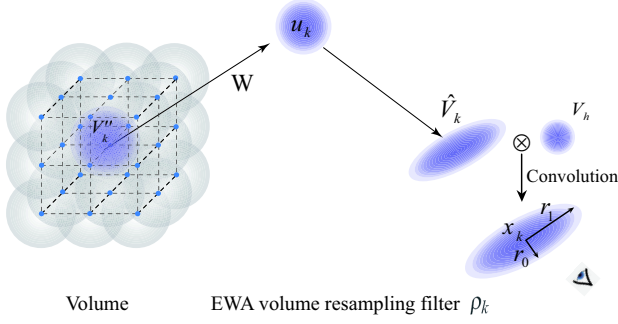 u_k
W
V''_k
V̂_k
V_h
⊗
Convolution
x_k
r_1
r_0
Volume
EWA volume resampling filter ρ_k